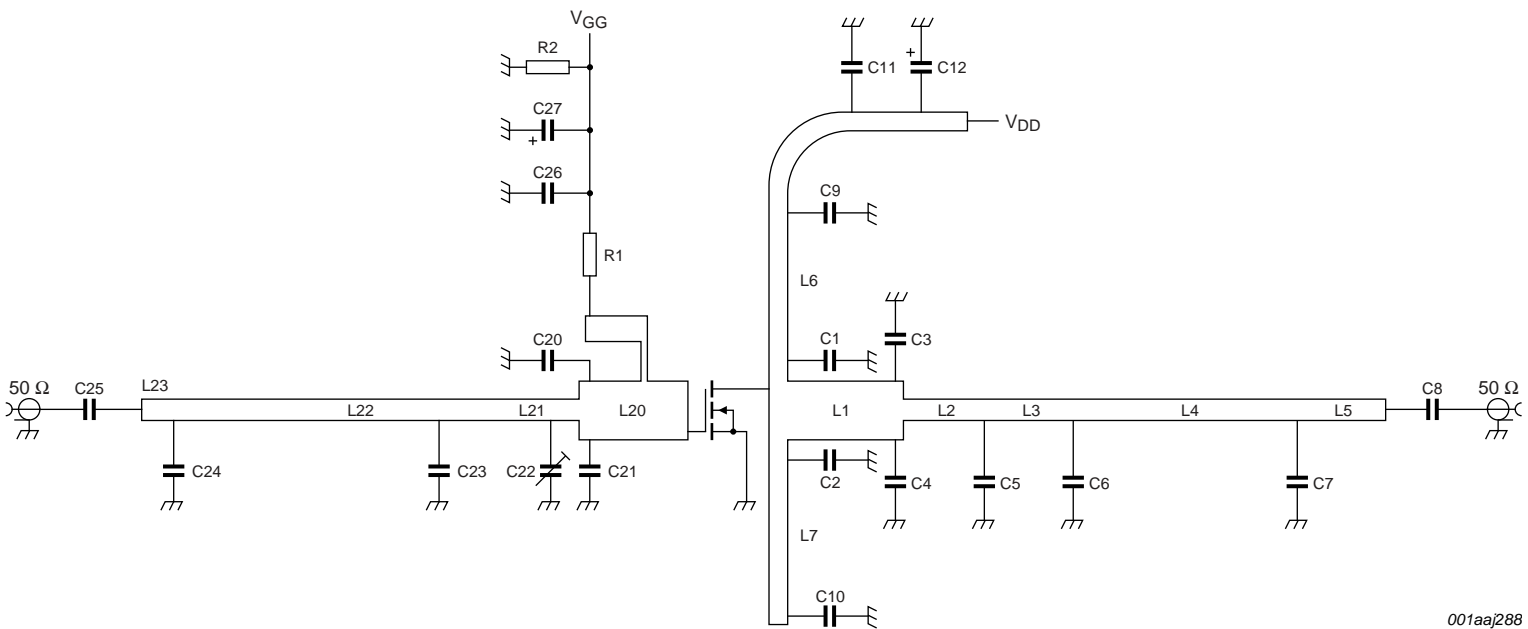 VGG
R2
C11
C12
+
C27
+
VDD
C26
C9
R1
L6
C20
C1
C3
50 Ω
C25
L23
L22
L21
L20
L1
L2
L3
L4
L5
C8
50 Ω
C24
C23
C22
C21
C2
C4
C5
C6
C7
L7
C10
001aaj288